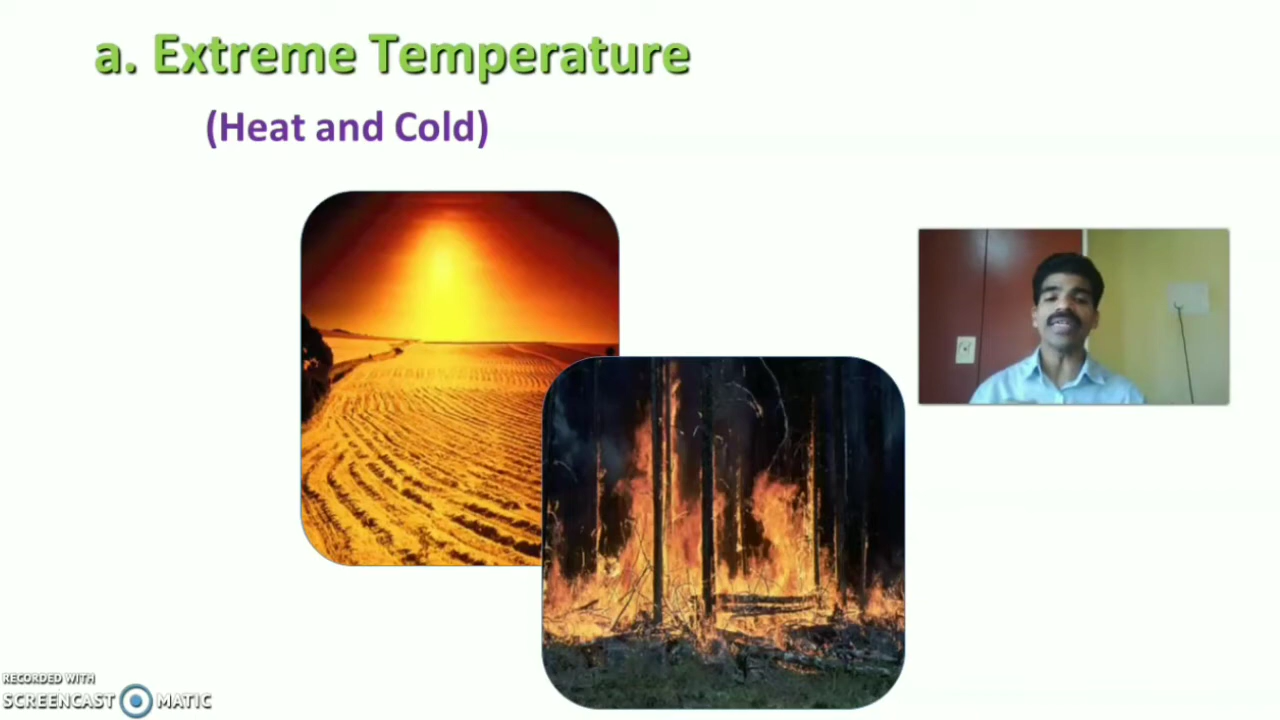 a. Extreme Temperature
(Heat and Cold)
RECORDED WITH
SCREENCAST MATIC